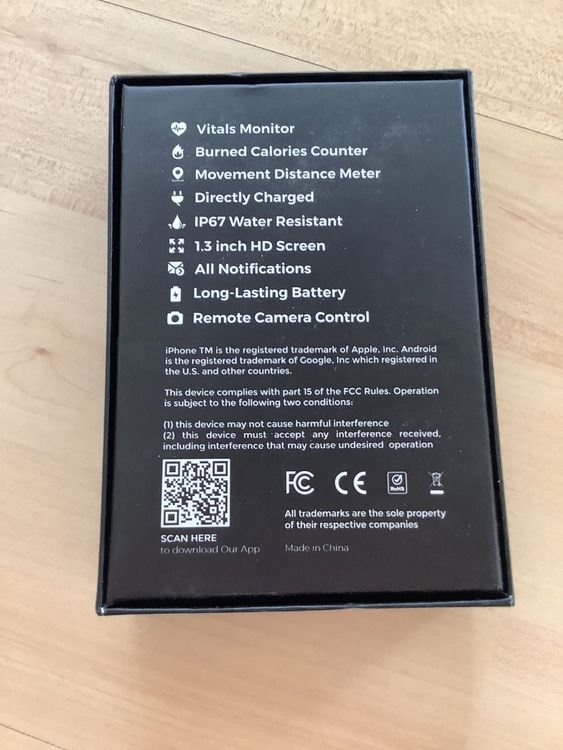 Vitals Monitor
Burned Calories Counter
Movement Distance Meter
Directly Charged
IP67 Water Resistant
1.3 inch HD Screen
All Notifications
Long-Lasting Battery
Remote Camera Control
iPhone TM is the registered trademark of Apple, Inc. Android
is the registered trademark of Google, Inc which registered in
the U.S. and other countries.
This device complies with part 15 of the FCC Rules. Operation
is subject to the following two conditions:
(1) this device may not cause harmful interference
(2) this device must accept any interference received,
including interference that may cause undesired operation
FC CE RoHS
All trademarks are the sole property
of their respective companies
SCAN HERE
to download Our App
Made in China